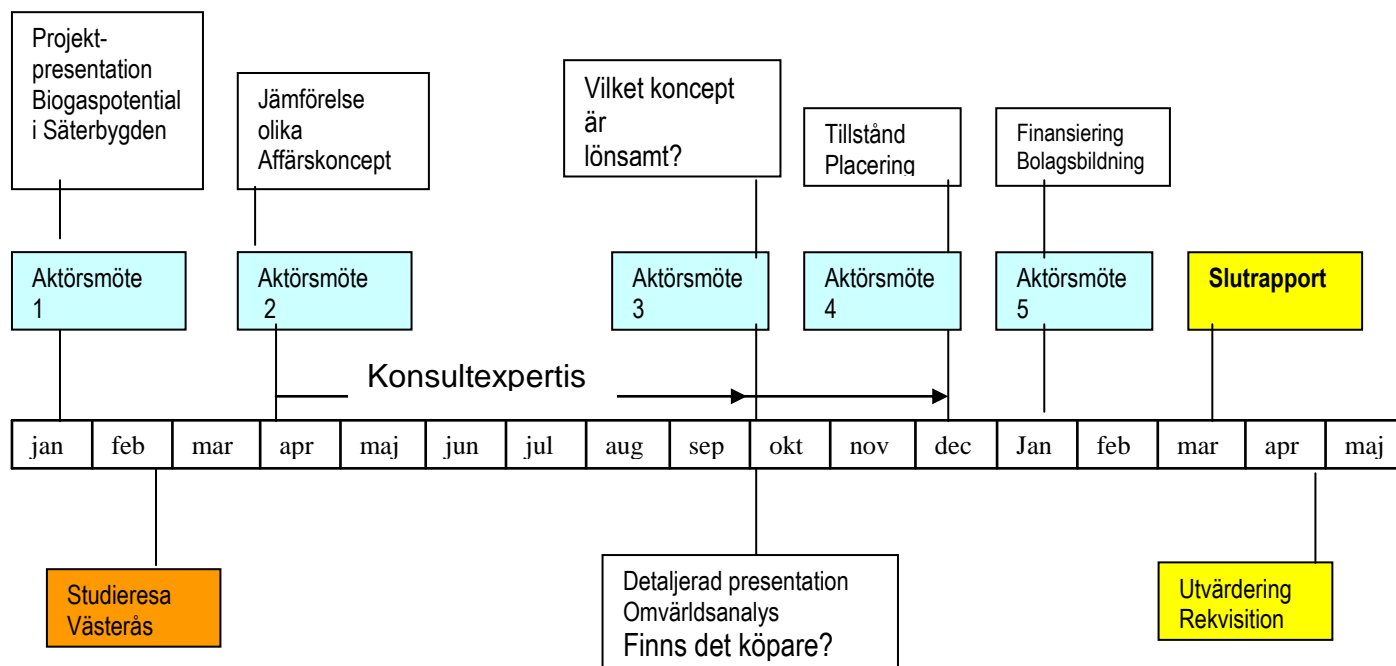 Projekt-
presentation
Biogaspotential
i Säterbygden
Jämförelse
olika
Affärskoncept
Vilket koncept
är
lönsamt?
Tillstånd
Placering
Finansiering
Bolagsbildning
Aktörsmöte
1
Aktörsmöte
2
Aktörsmöte
3
Aktörsmöte
4
Aktörsmöte
5
Slutrapport
Konsultexpertis
jan feb mar apr maj jun jul aug sep okt nov dec Jan feb mar apr maj
Studieresa
Västerås
Detaljerad presentation
Omvärldsanalys
Finns det köpare?
Utvärdering
Rekvisition